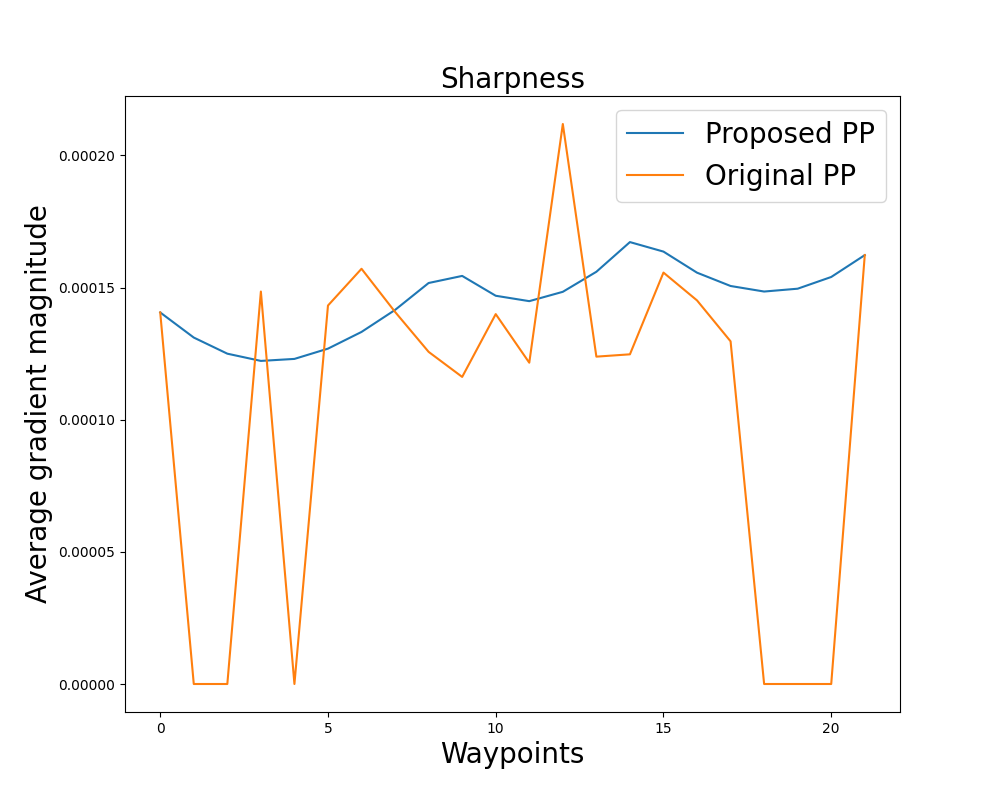 Sharpness
Proposed PP
Original PP
Average gradient magnitude
0.00020
0.00015
0.00010
0.00005
0.00000
0 5 10 15 20
Waypoints